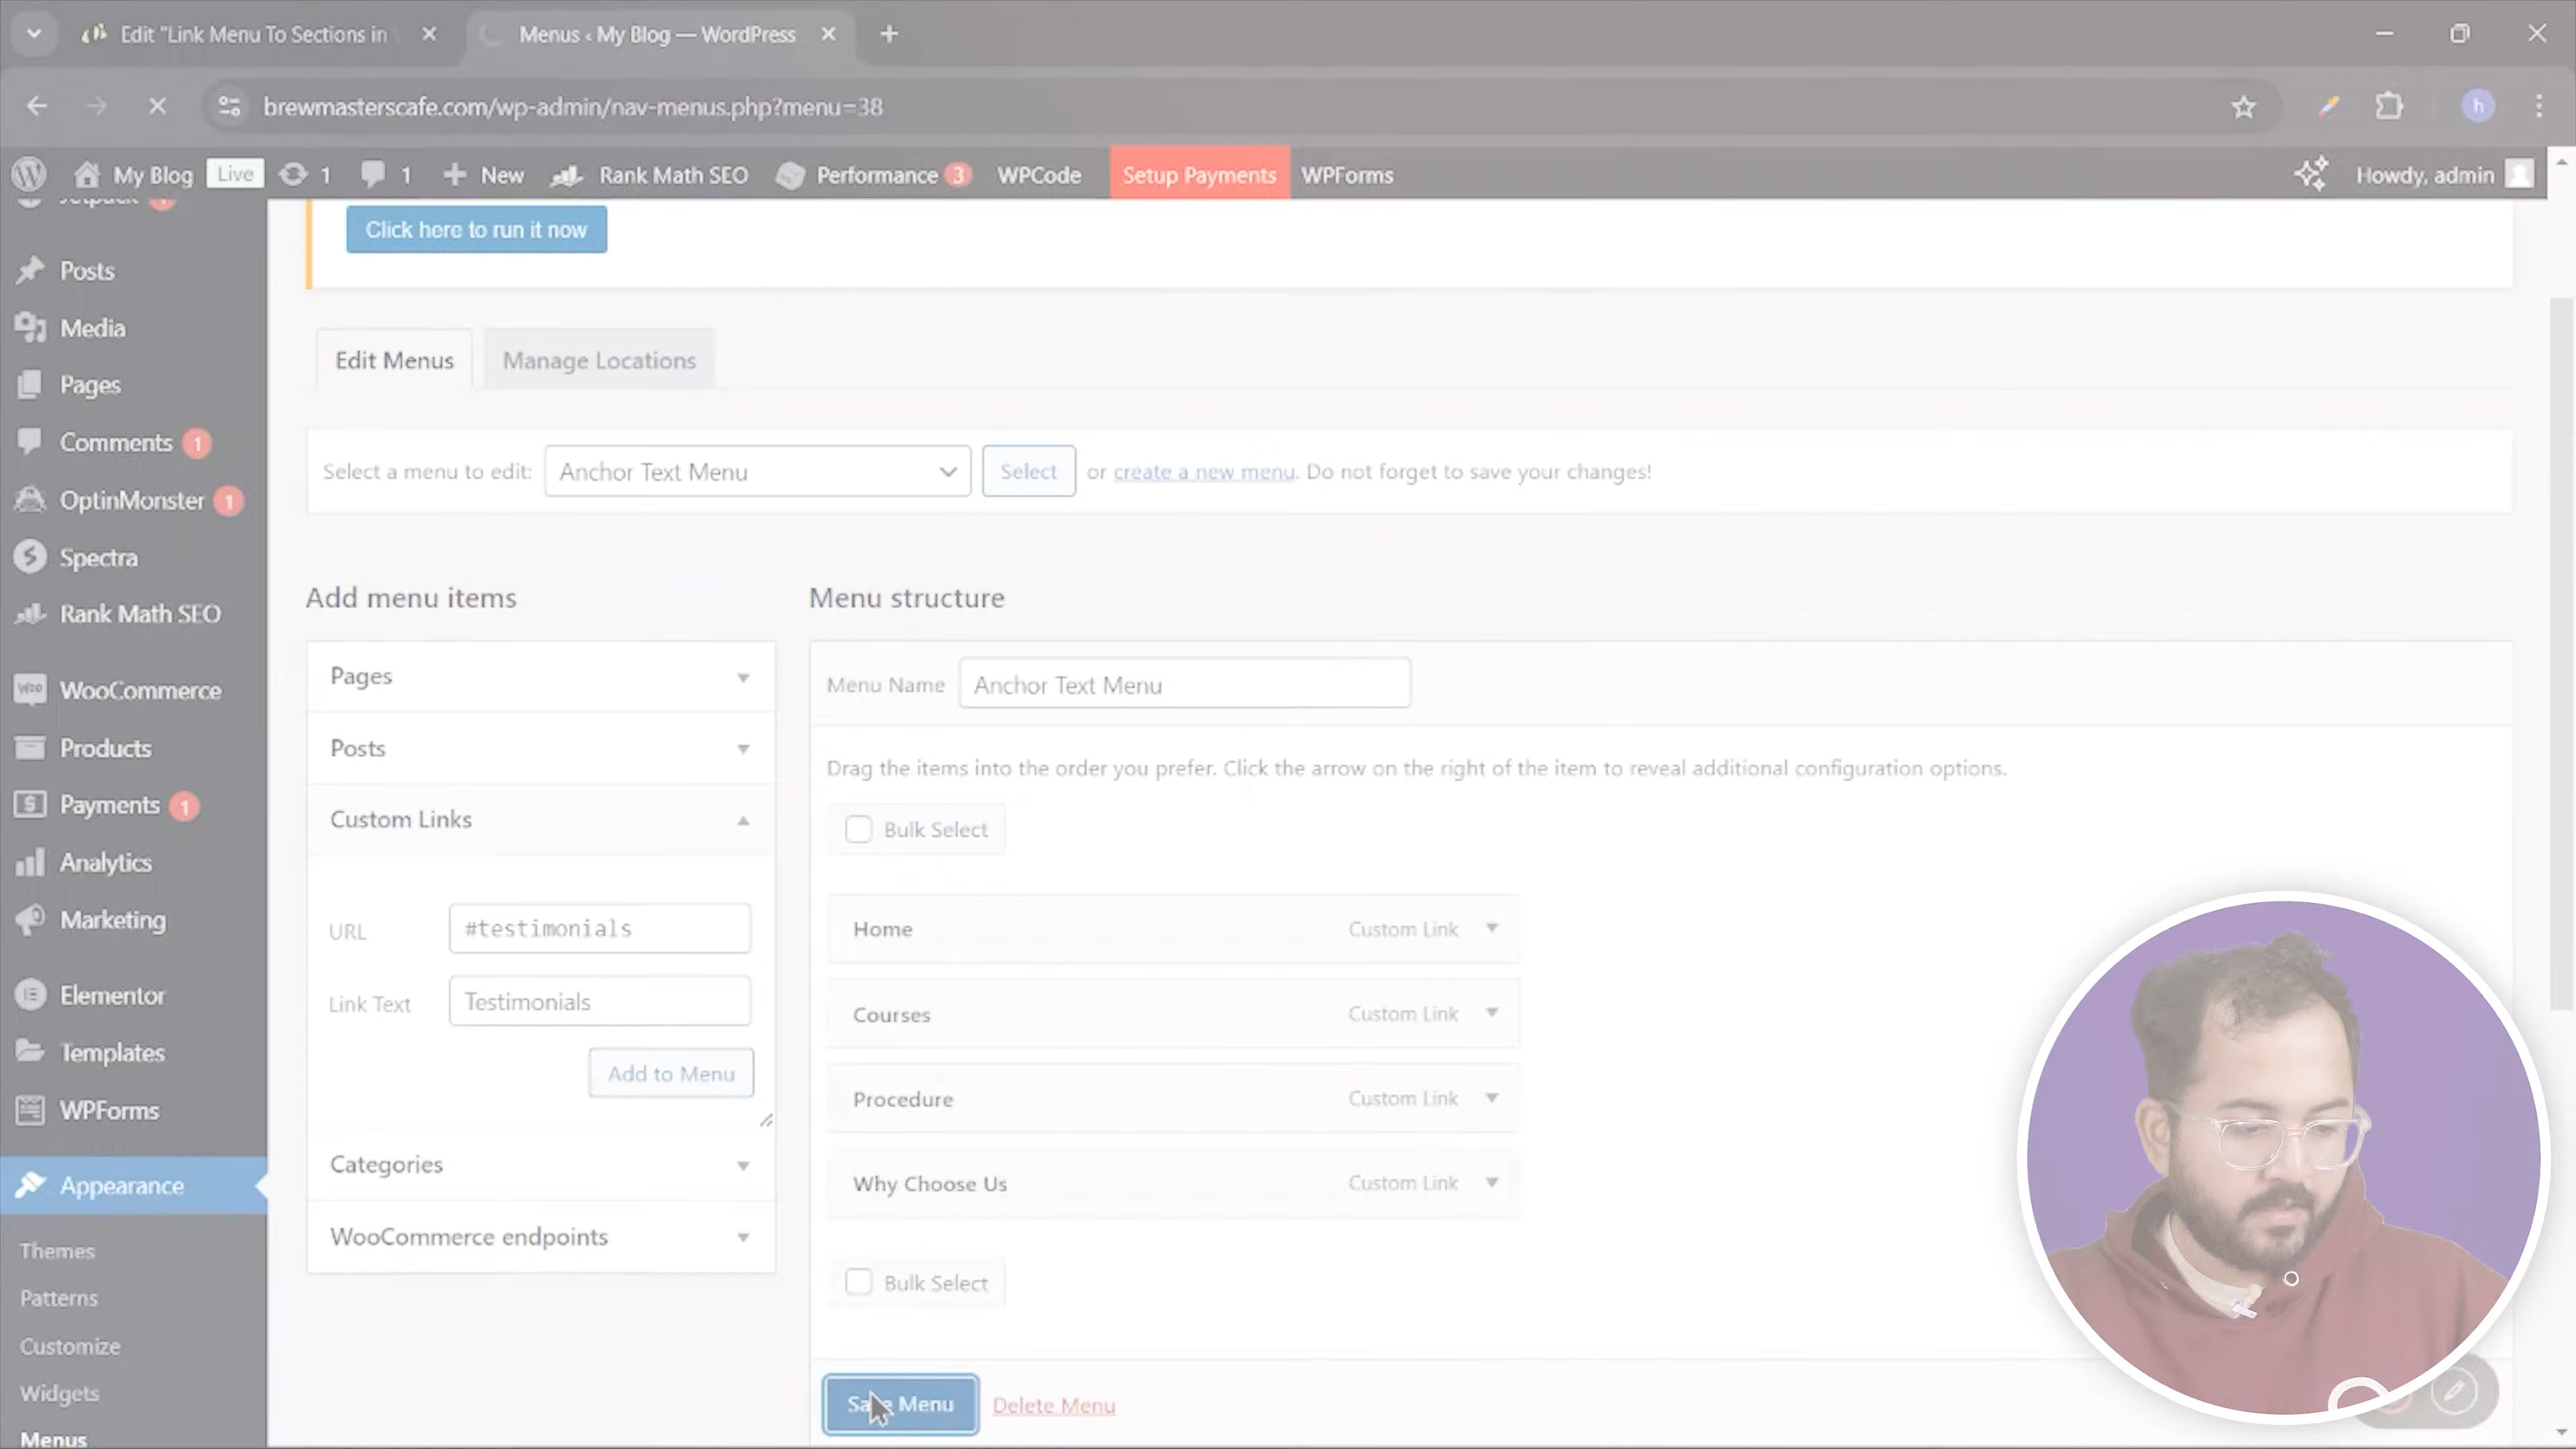 Edit "Link Menu To Sections in
Menus ‹ My Blog — WordPress
brewmasterscafe.com/wp-admin/nav-menus.php?menu=38
h
My Blog Live 1 1 New Rank Math SEO Performance 3 WPCode Setup Payments WPForms Howdy, admin
Jetpack 1
Click here to run it now
Posts
Media
Pages
Comments 1
OptinMonster 1
Spectra
Rank Math SEO
WooCommerce
Products
Payments 1
Analytics
Marketing
Elementor
Templates
WPForms
Appearance
Themes
Patterns
Customize
Widgets
Menus
Edit Menus Manage Locations
Select a menu to edit: Anchor Text Menu Select or create a new menu. Do not forget to save your changes!
Add menu items
Pages
Posts
Custom Links
URL #testimonials
Link Text Testimonials
Add to Menu
Categories
WooCommerce endpoints
Menu structure
Menu Name Anchor Text Menu
Drag the items into the order you prefer. Click the arrow on the right of the item to reveal additional configuration options.
Bulk Select
Home Custom Link
Courses Custom Link
Procedure Custom Link
Why Choose Us Custom Link
Bulk Select
Save Menu Delete Menu